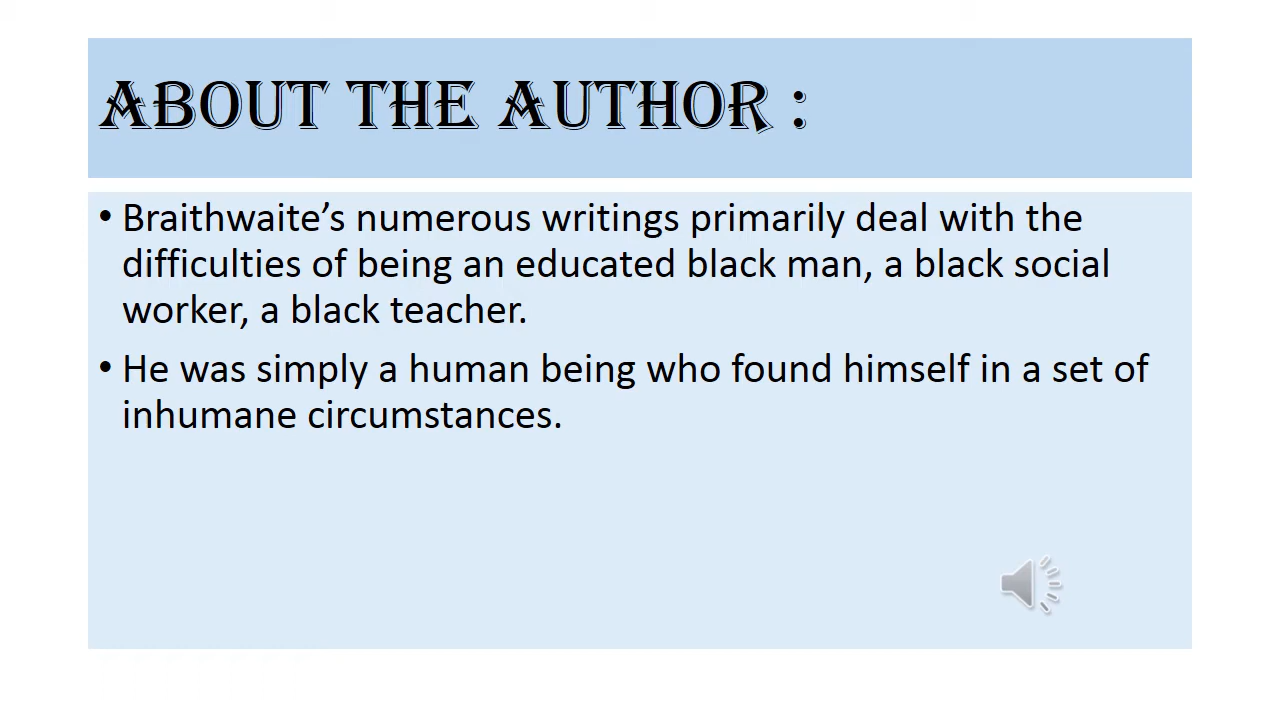 ABOUT THE AUTHOR :
• Braithwaite’s numerous writings primarily deal with the
difficulties of being an educated black man, a black social
worker, a black teacher.
• He was simply a human being who found himself in a set of
inhumane circumstances.